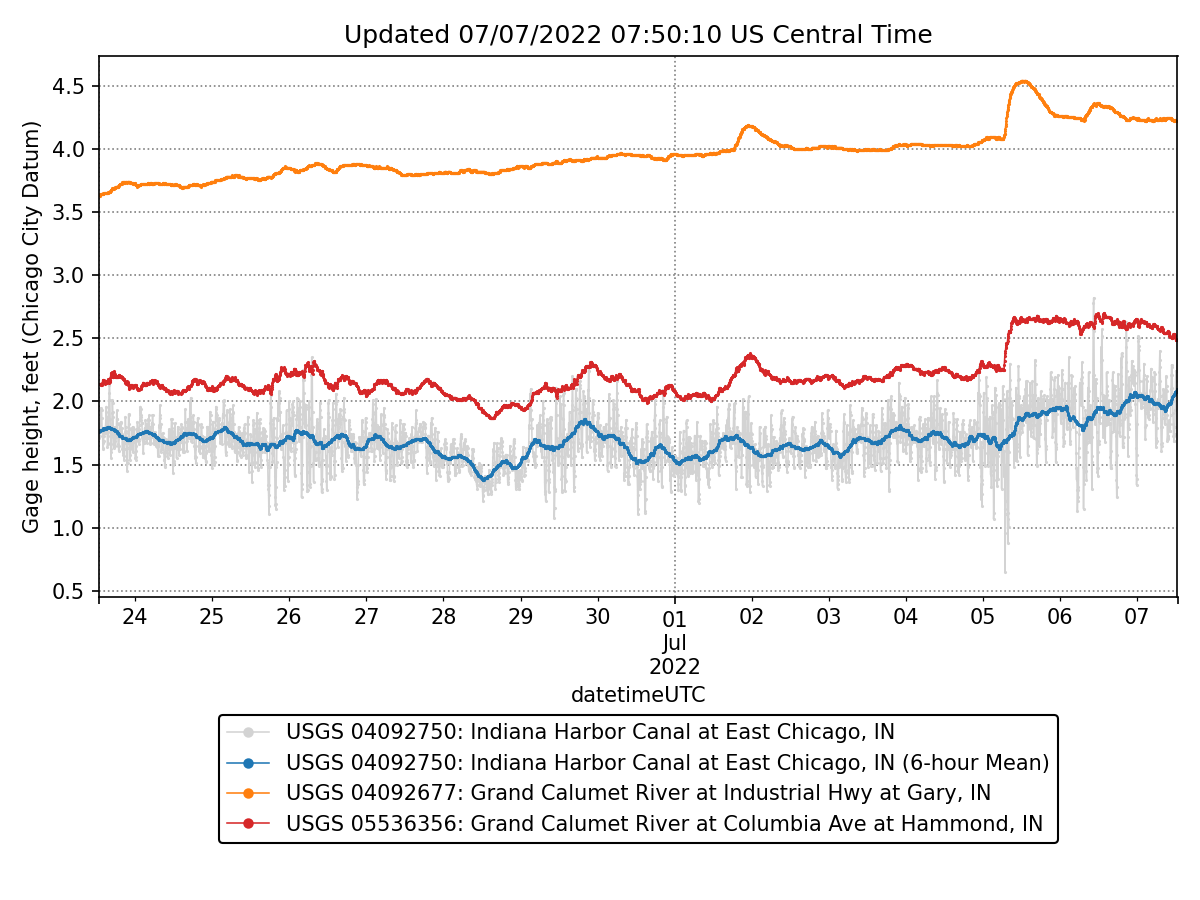 Updated 07/07/2022 07:50:10 US Central Time
Gage height, feet (Chicago City Datum)
4.5
4.0
3.5
3.0
2.5
2.0
1.5
1.0
0.5
24 25 26 27 28 29 30 01 02 03 04 05 06 07
Jul
2022
datetimeUTC
USGS 04092750: Indiana Harbor Canal at East Chicago, IN
USGS 04092750: Indiana Harbor Canal at East Chicago, IN (6-hour Mean)
USGS 04092677: Grand Calumet River at Industrial Hwy at Gary, IN
USGS 05536356: Grand Calumet River at Columbia Ave at Hammond, IN